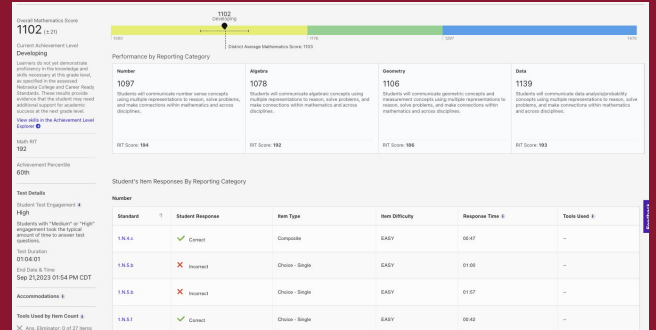 Overall Mathematics Score
1102 (± 21)
Current Achievement Level
Developing
Learners do not yet demonstrate
proficiency in the knowledge and
skills necessary at this grade level,
as specified in the assessed
Nebraska College and Career Ready
Standards. These results provide
evidence that the student may need
additional support for academic
success at the next grade level.
View skills in the Achievement Level
Explorer
Math RIT
192
Achievement Percentile
60th
Test Details
Student Test Engagement
High
Students with "Medium" or "High"
engagement took the typical
amount of time to answer test
questions.
Test Duration
01:04:01
End Date & Time
Sep 21,2023 01:54 PM CDT
Accommodations
Tools Used by Item Count
Ans. Eliminator: 0 of 27 items
1102
Developing
District Average Mathematics Score: 1103
Performance by Reporting Category
Number
1097
Students will communicate number sense concepts
using multiple representations to reason, solve problems,
and make connections within mathematics and across
disciplines.
RIT Score: 194
Algebra
1078
Students will communicate algebraic concepts using
multiple representations to reason, solve problems, and
make connections within mathematics and across
disciplines.
RIT Score: 192
Geometry
1106
Students will communicate geometric concepts and
measurement concepts using multiple representations to
reason, solve problems, and make connections within
mathematics and across disciplines.
RIT Score: 186
Data
1139
Students will communicate data analysis/probability
concepts using multiple representations to reason, solve
problems, and make connections within mathematics
and across disciplines.
RIT Score: 193
Student's Item Responses By Reporting Category
Number
Standard Student Response Item Type Item Difficulty Response Time Tools Used
1.N.4.c Correct Composite EASY 00:47 --
1.N.5.b Incorrect Choice - Single EASY --
1.N.5.b Incorrect Choice - Single EASY 01:57 --
1.N.5.f Correct Choice - Single EASY 00:42 --
Feedback